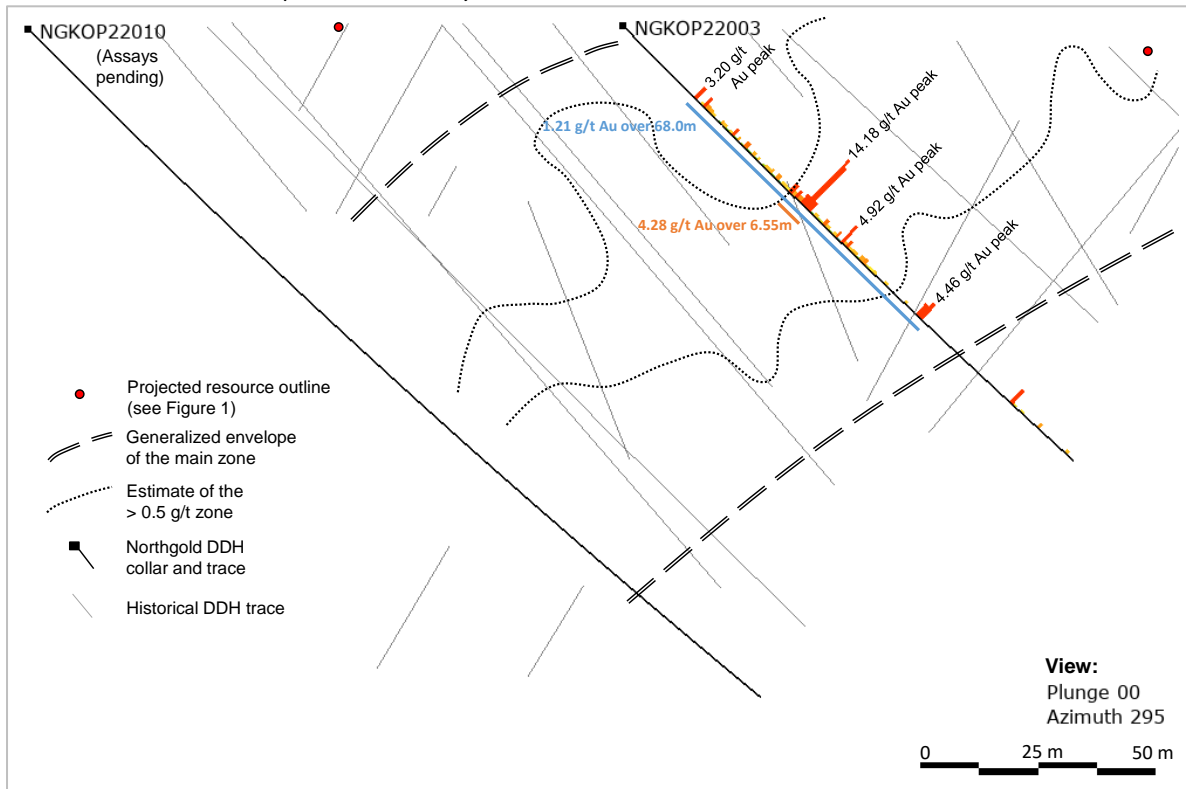 NGKOP22010
(Assays
pending)
NGKOP22003
3.20 g/t
Au peak
14.18 g/t Au peak
4.92 g/t Au peak
4.46 g/t Au peak
1.21 g/t Au over 68.0m
4.28 g/t Au over 6.55m
Projected resource outline
(see Figure 1)
Generalized envelope
of the main zone
Estimate of the
> 0.5 g/t zone
Northgold DDH
collar and trace
Historical DDH trace
View:
Plunge 00
Azimuth 295
0 25 m 50 m